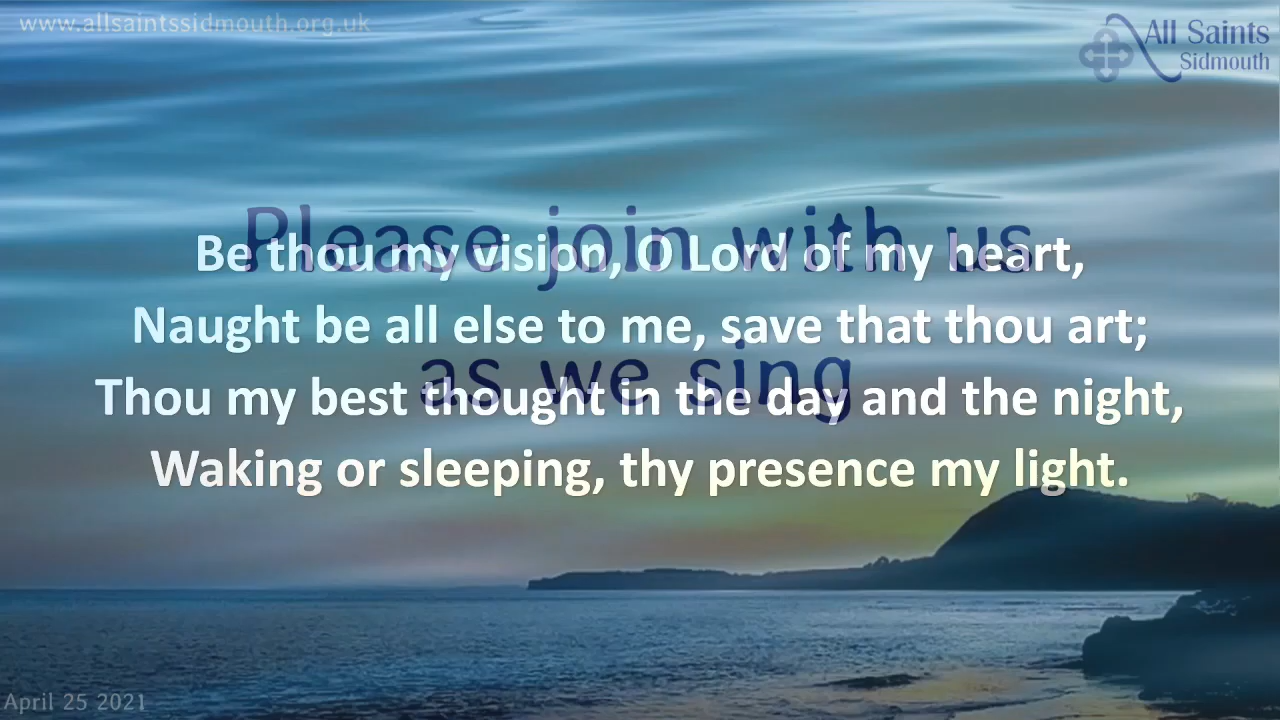 www.allsaintssidmouth.org.uk
All Saints
Sidmouth
Please join with us
as we sing
Be thou my vision, O Lord of my heart,
Naught be all else to me, save that thou art;
Thou my best thought in the day and the night,
Waking or sleeping, thy presence my light.
April 25 2021